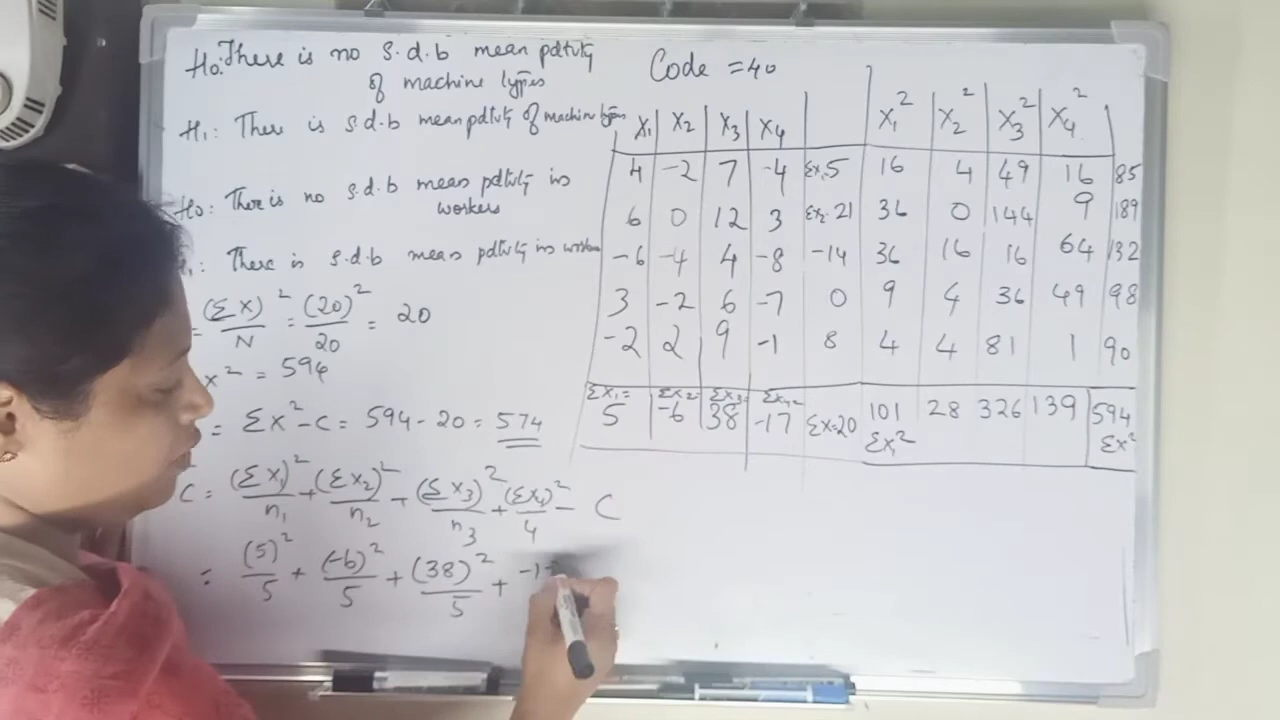 H₀: There is no s.d.b mean pdtvty
of machine types
H₁: There is s.d.b mean pdtvty of machine types
H₀: There is no s.d.b mean pdtvty in
workers
: There is s.d.b mean pdtvty in workers
= (Σx)²/N = (20)²/20 = 20
x² = 594
= Σx² - C = 594 - 20 = 574
C = (Σx₁)²/n₁ + (Σx₂)²/n₂ + (Σx₃)²/n₃ + (Σx₄)²/4 - C
= (5)²/5 + (-6)²/5 + (38)²/5 + -17
Code = 40
X₁ X₂ X₃ X₄ X₁² X₂² X₃² X₄²
4 -2 7 -4 Σx₁ 5 16 4 49 16 85
6 0 12 3 Σx₂ 21 36 0 144 9 189
-6 -4 4 -8 -14 36 16 16 64 132
3 -2 6 -7 0 9 4 36 49 98
-2 2 9 -1 8 4 4 81 1 90
Σx₁= Σx₂= Σx₃= Σx₄=
5 -6 38 -17 Σx=20 101 28 326 139 594
Σx₁² Σx²